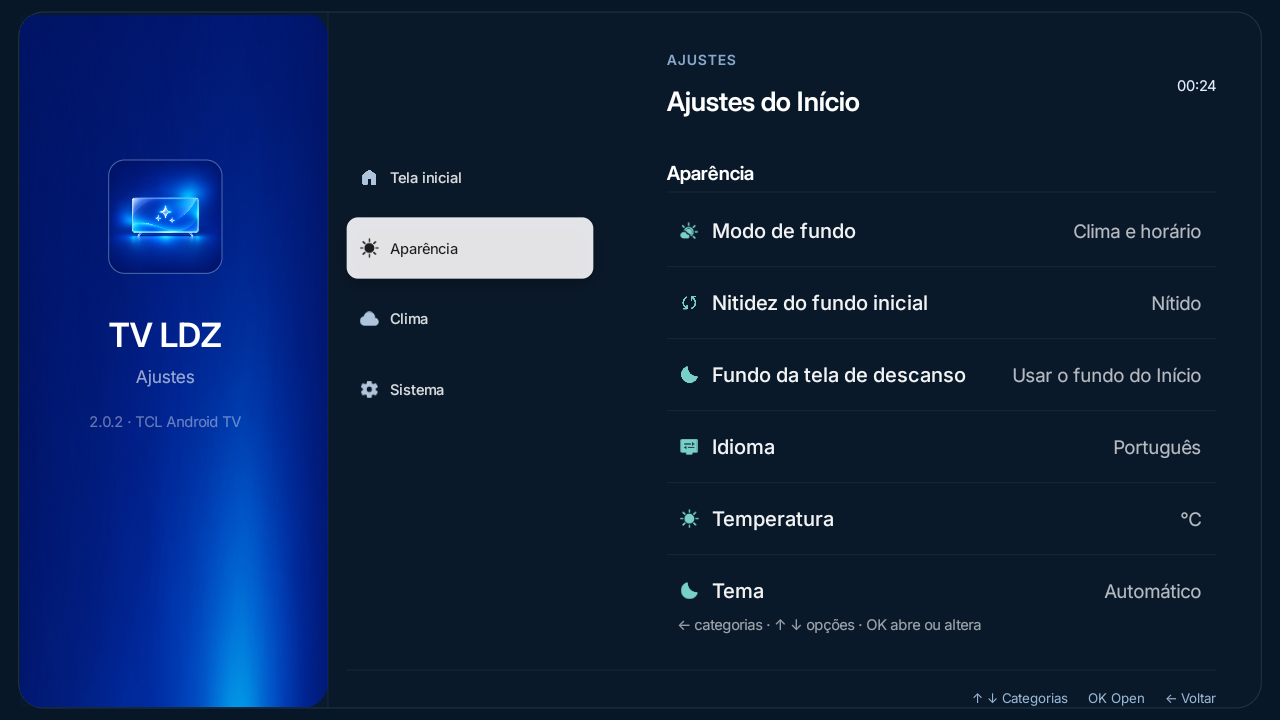 TV LDZ
Ajustes
2.0.2 · TCL Android TV
Tela inicial
Aparência
Clima
Sistema
AJUSTES
Ajustes do Início
00:24
Aparência
Modo de fundo Clima e horário
Nitidez do fundo inicial Nítido
Fundo da tela de descanso Usar o fundo do Início
Idioma Português
Temperatura °C
Tema Automático
← categorias · ↑ ↓ opções · OK abre ou altera
↑ ↓ Categorias OK Open ← Voltar